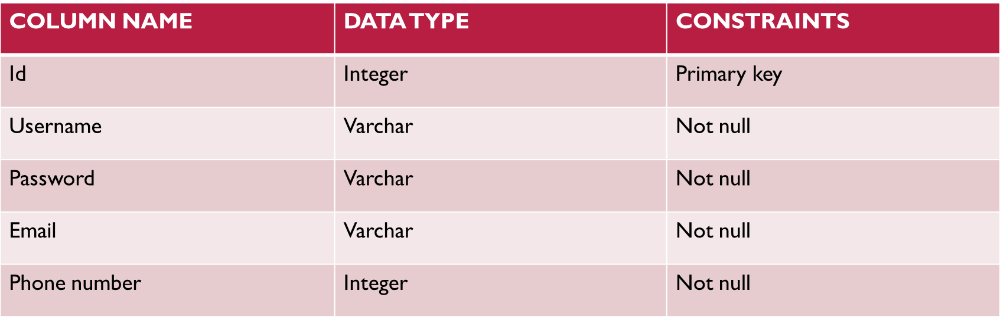 COLUMN NAME DATA TYPE CONSTRAINTS
Id Integer Primary key
Username Varchar Not null
Password Varchar Not null
Email Varchar Not null
Phone number Integer Not null